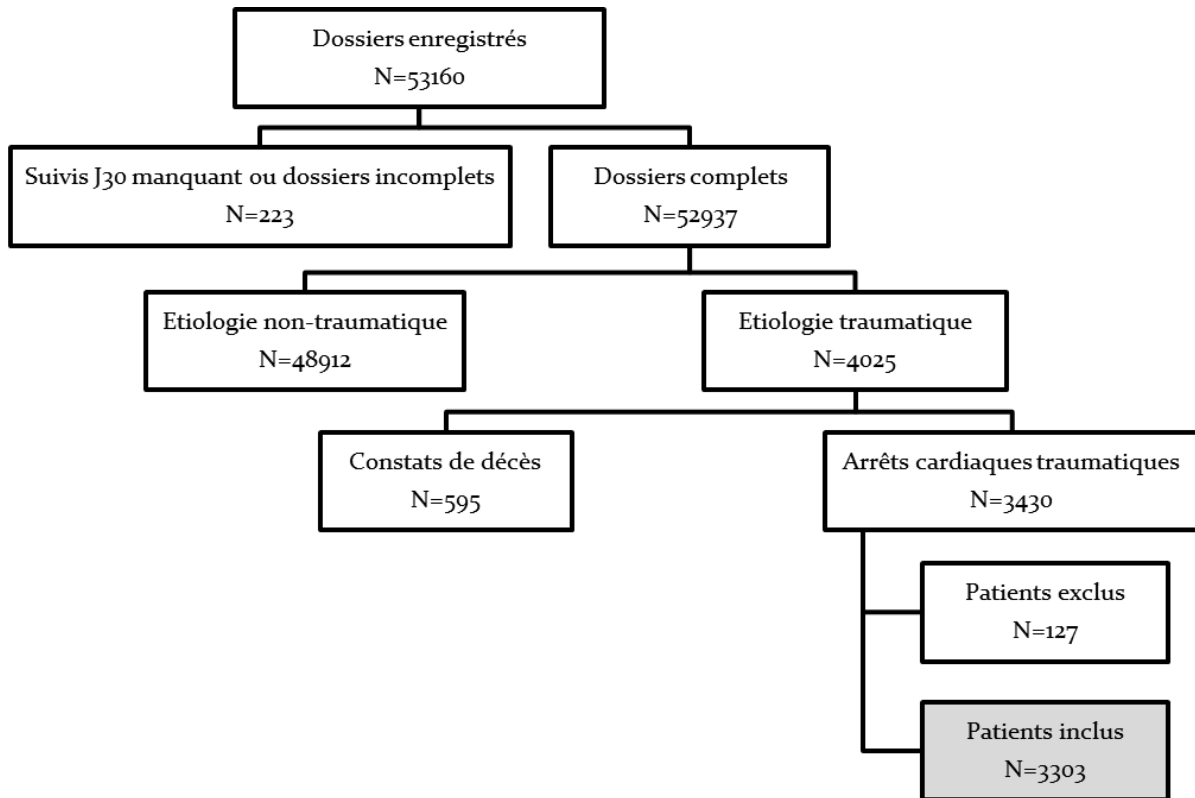 Dossiers enregistrés
N=53160
Suivis J30 manquant ou dossiers incomplets
N=223
Dossiers complets
N=52937
Etiologie non-traumatique
N=48912
Etiologie traumatique
N=4025
Constats de décès
N=595
Arrêts cardiaques traumatiques
N=3430
Patients exclus
N=127
Patients inclus
N=3303